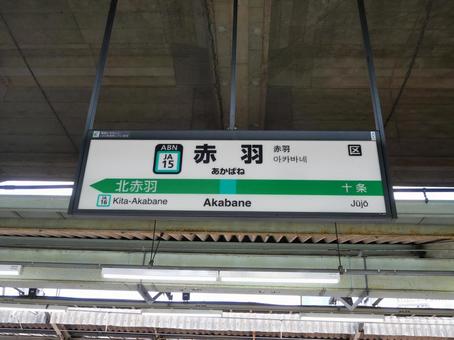 ABN
JA
15
赤羽
あかばね
赤羽
아카바네
区
北赤羽
十条
16
Kita-Akabane
Akabane
Jūjō